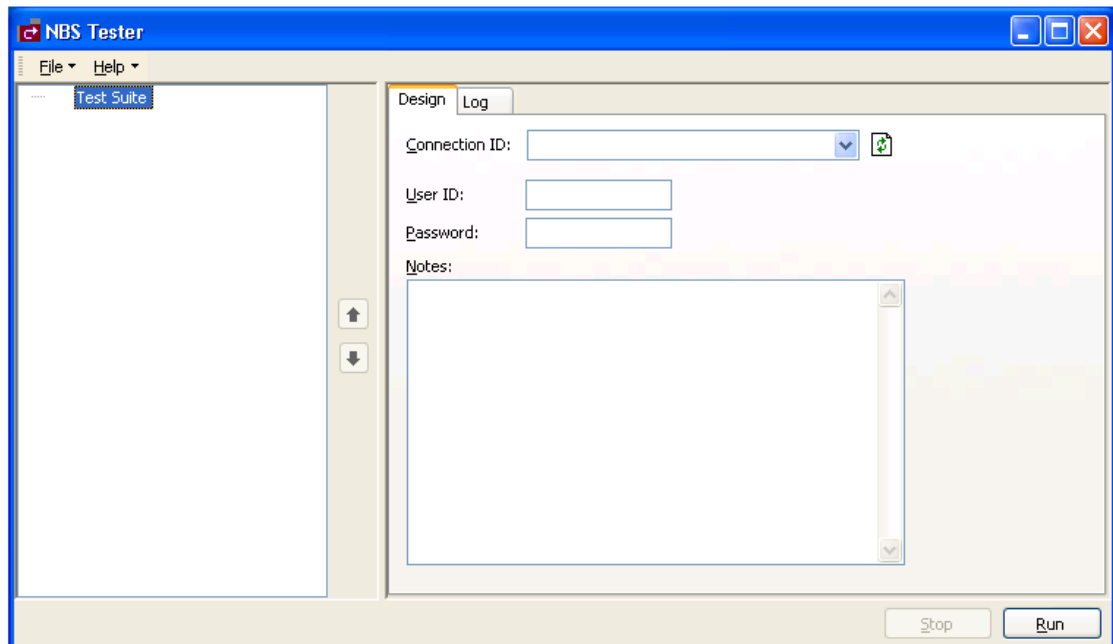 NBS Tester
File Help
Test Suite
Design Log
Connection ID:
User ID:
Password:
Notes:
Stop Run